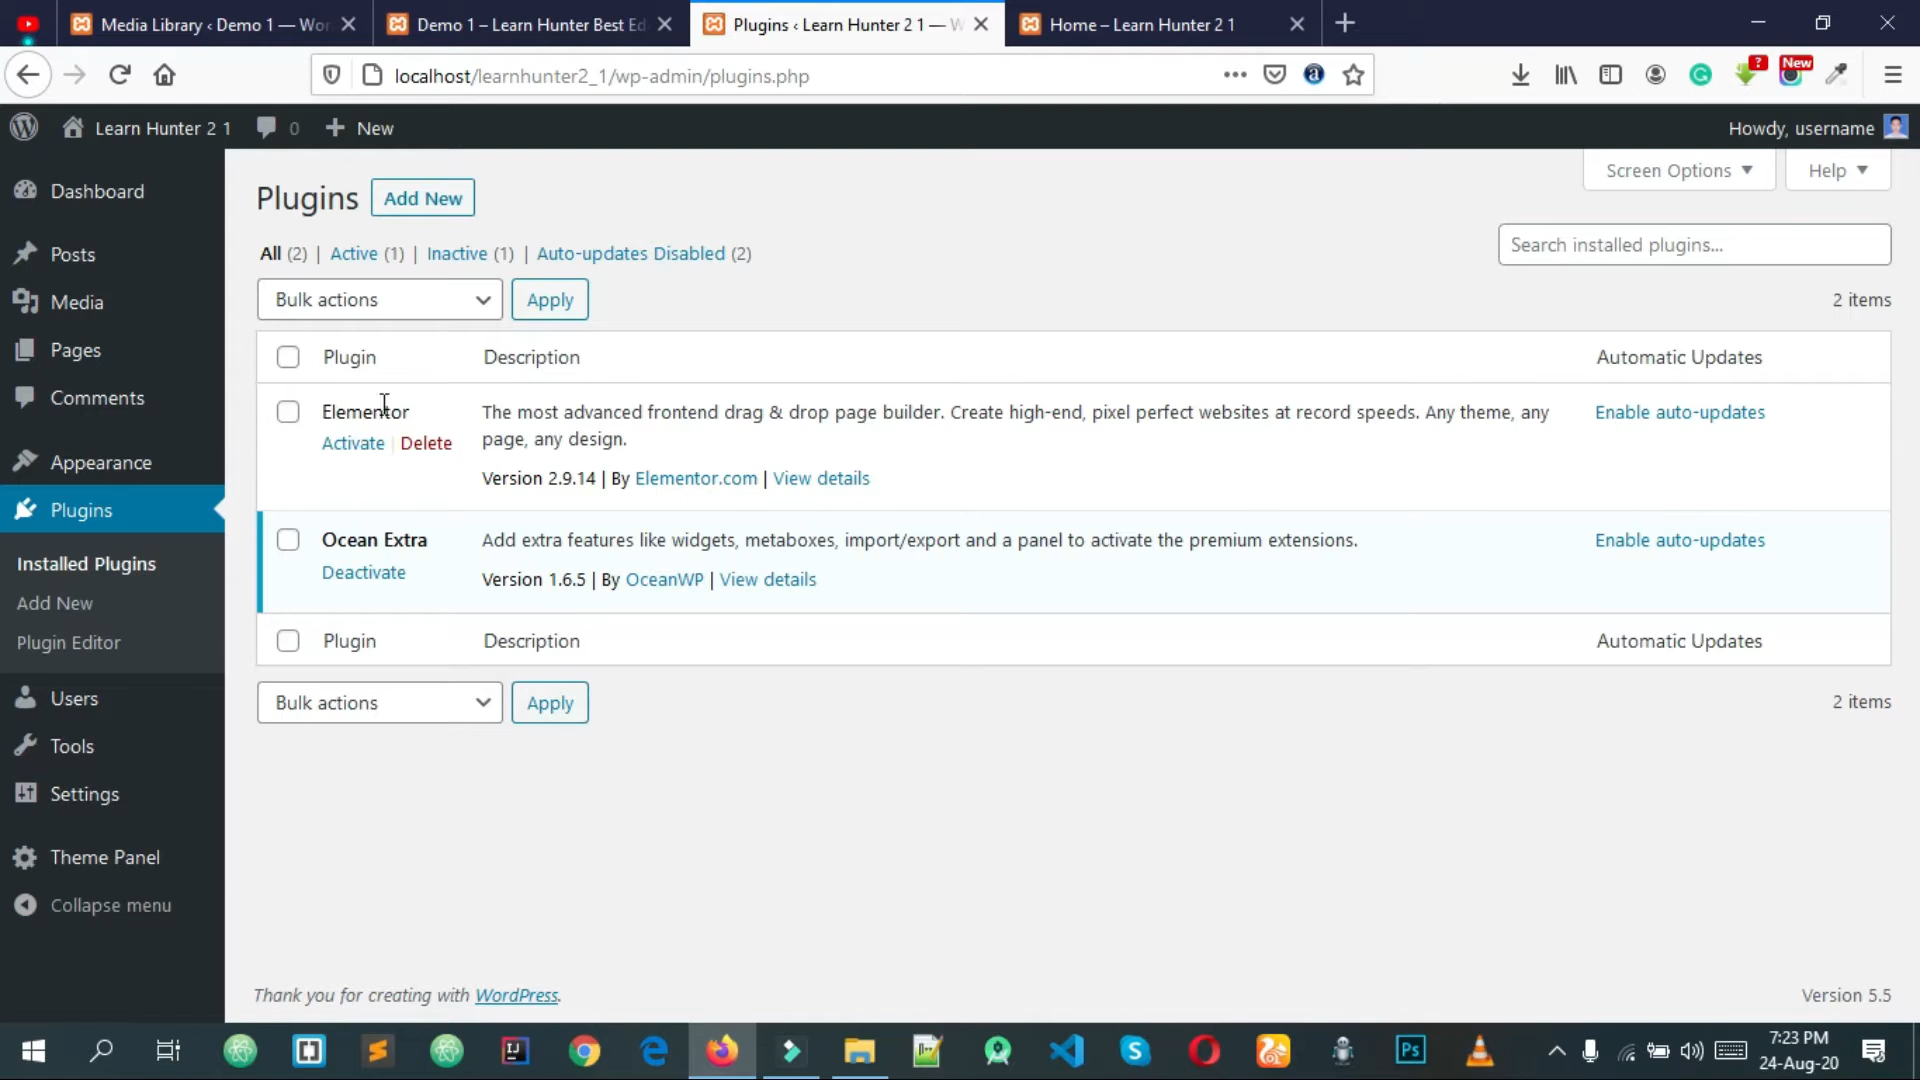 Media Library ‹ Demo 1 — Wor
Demo 1 – Learn Hunter Best Ed
Plugins ‹ Learn Hunter 2 1 — W
Home – Learn Hunter 2 1
localhost/learnhunter2_1/wp-admin/plugins.php
?
New
Learn Hunter 2 1
0
New
Howdy, username
Dashboard
Posts
Media
Pages
Comments
Appearance
Plugins
Installed Plugins
Add New
Plugin Editor
Users
Tools
Settings
Theme Panel
Collapse menu
Screen Options
Help
Plugins
Add New
All (2) | Active (1) | Inactive (1) | Auto-updates Disabled (2)
Search installed plugins...
Bulk actions
Apply
2 items
Plugin Description Automatic Updates
Elementor
Activate | Delete
The most advanced frontend drag & drop page builder. Create high-end, pixel perfect websites at record speeds. Any theme, any
page, any design.
Version 2.9.14 | By Elementor.com | View details
Enable auto-updates
Ocean Extra
Deactivate
Add extra features like widgets, metaboxes, import/export and a panel to activate the premium extensions.
Version 1.6.5 | By OceanWP | View details
Enable auto-updates
Plugin Description Automatic Updates
Bulk actions
Apply
2 items
Thank you for creating with WordPress.
Version 5.5
Ps
7:23 PM
24-Aug-20